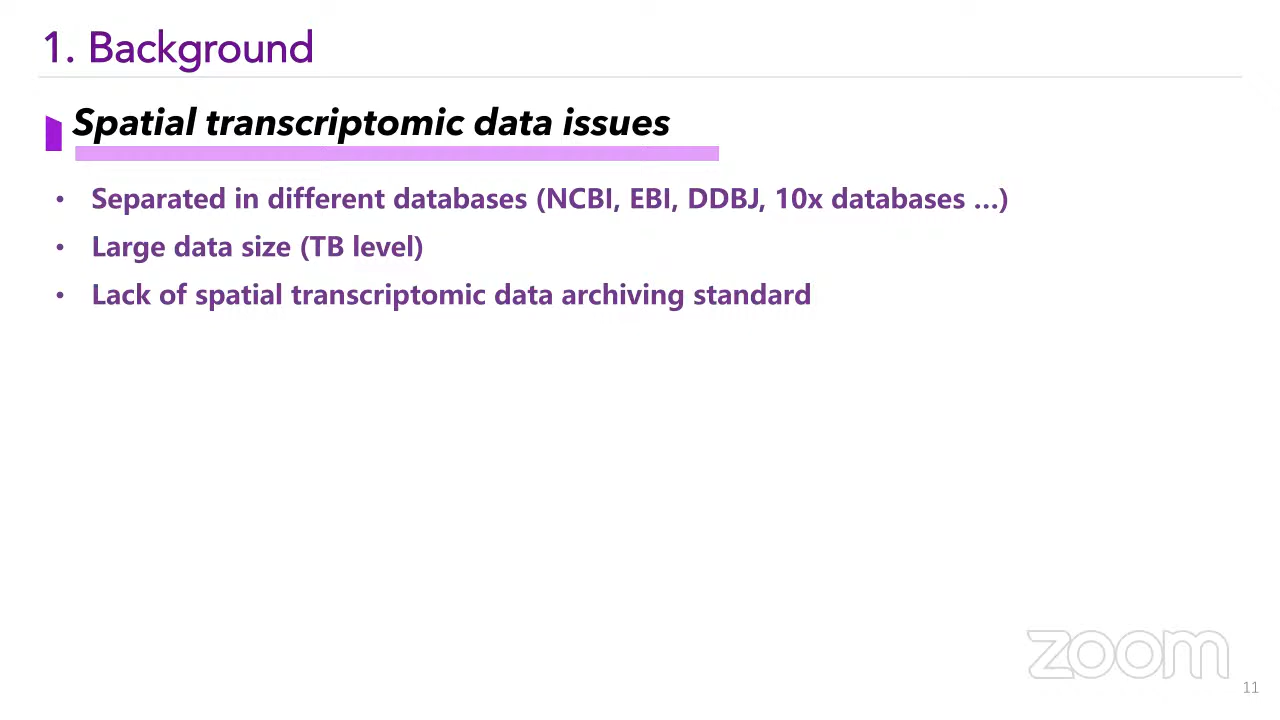 1. Background
Spatial transcriptomic data issues
• Separated in different databases (NCBI, EBI, DDBJ, 10x databases …)
• Large data size (TB level)
• Lack of spatial transcriptomic data archiving standard
zoom
11